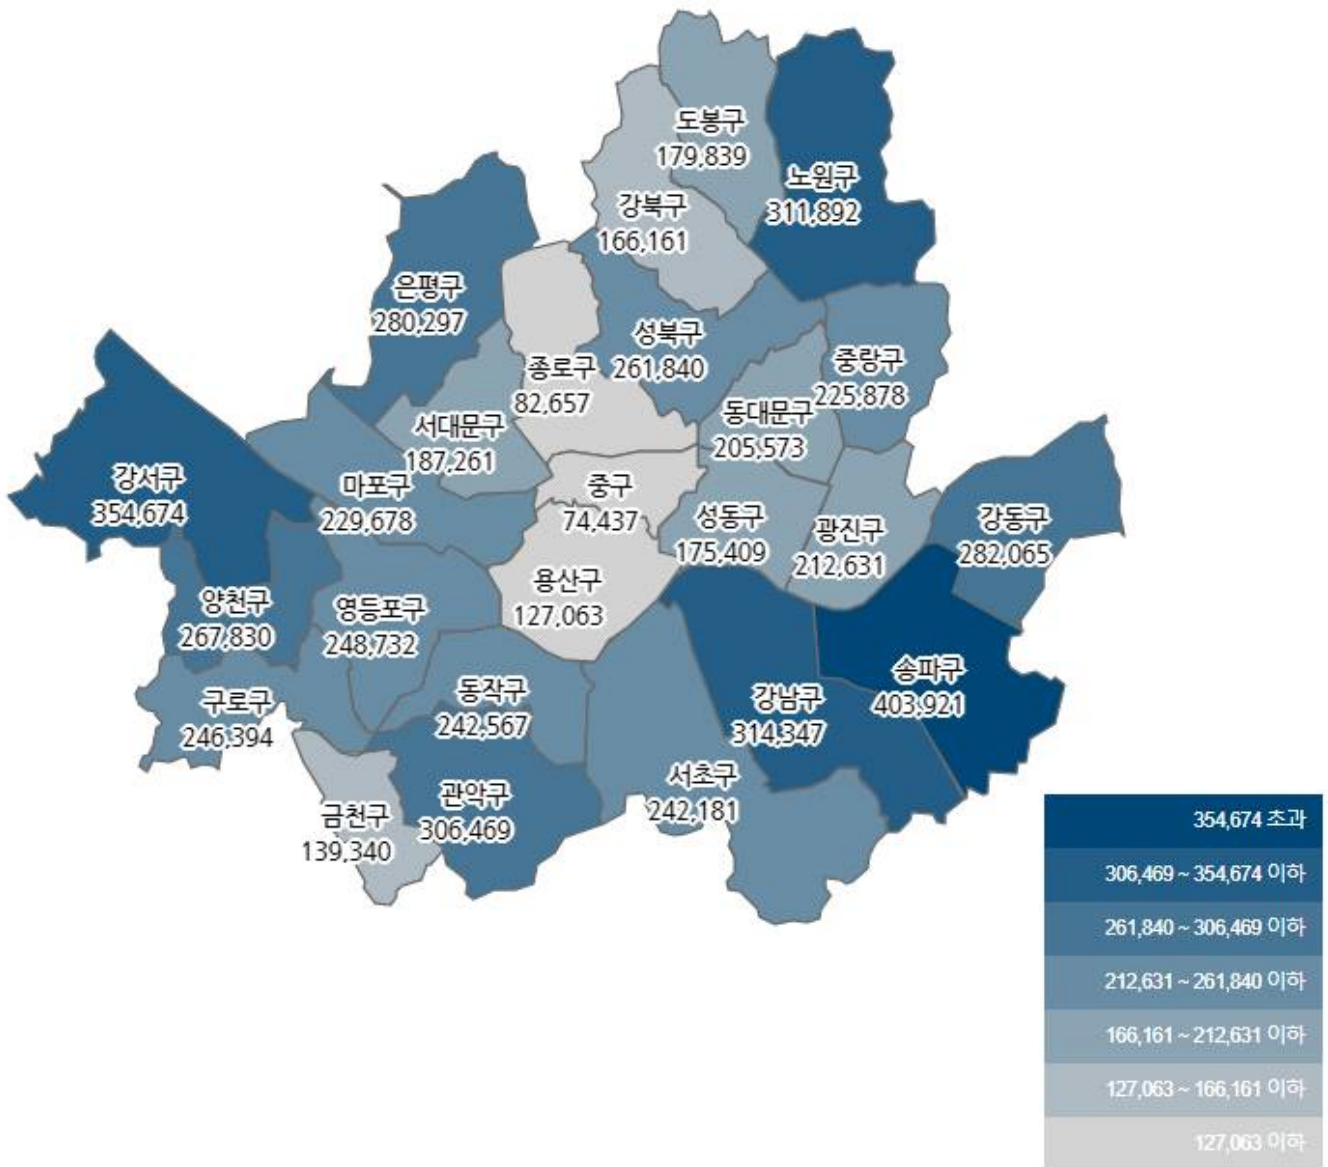 도봉구
179,839
노원구
311,892
강북구
166,161
은평구
280,297
성북구
261,840
종로구
82,657
중랑구
225,878
서대문구
187,261
동대문구
205,573
강서구
354,674
마포구
229,678
중구
74,437
성동구
175,409
광진구
212,631
강동구
282,065
양천구
267,830
영등포구
248,732
용산구
127,063
구로구
246,394
동작구
242,567
강남구
314,347
송파구
403,921
서초구
242,181
금천구
139,340
관악구
306,469
354,674 초과
306,469 ~ 354,674 이하
261,840 ~ 306,469 이하
212,631 ~ 261,840 이하
166,161 ~ 212,631 이하
127,063 ~ 166,161 이하
127,063 이하